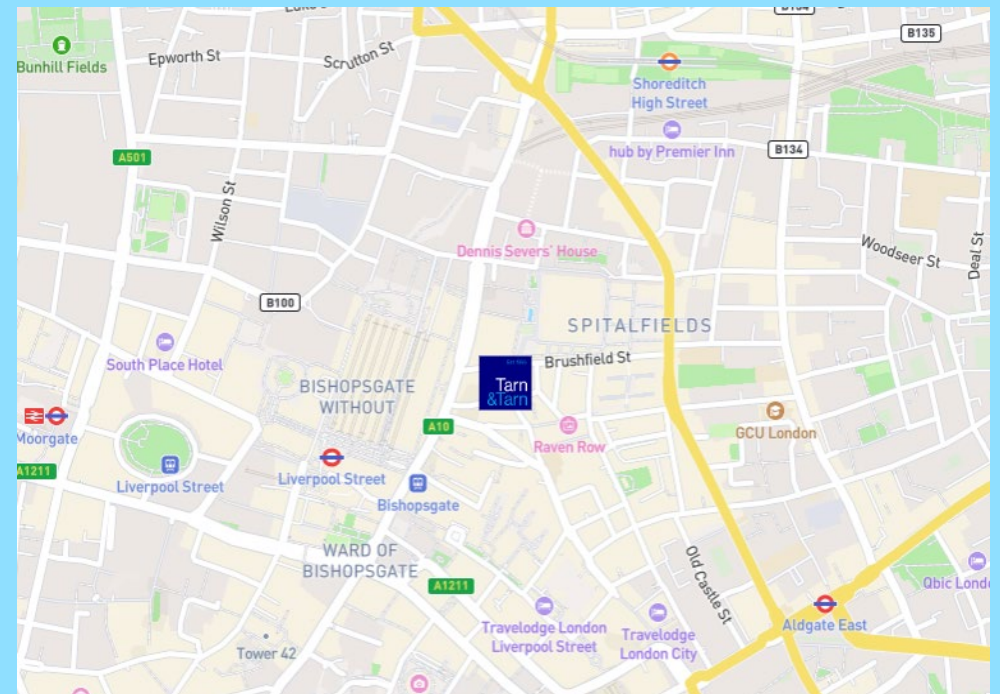 B135
Bunhill Fields
Epworth St
Scrutton St
Shoreditch
High Street
hub by Premier Inn
B134
A501
Wilson St
Dennis Severs' House
Woodseer St
Deal St
B100
SPITALFIELDS
South Place Hotel
Brushfield St
Tarn
&Tarn
BISHOPSGATE
WITHOUT
Moorgate
A10
Raven Row
GCU London
A1211
Liverpool Street
Liverpool Street
Bishopsgate
WARD OF
BISHOPSGATE
A1211
Old Castle St
Qbic Londo
Travelodge London
Liverpool Street
Travelodge
London City
Aldgate East
Tower 42